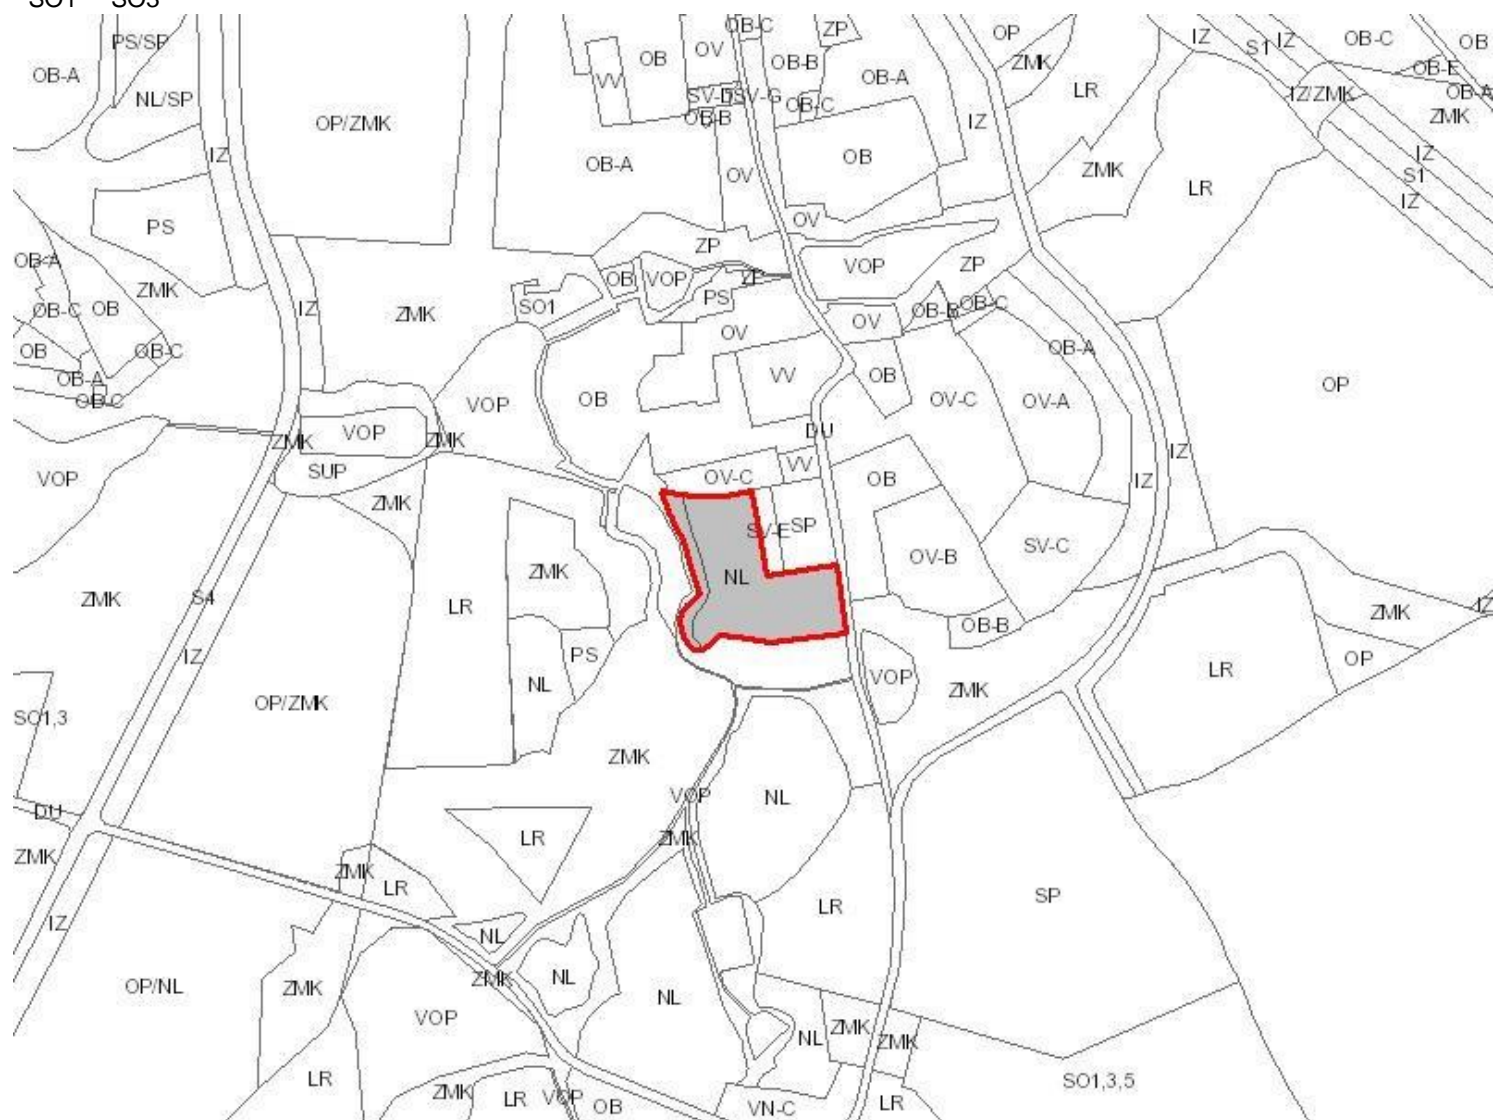 SO1 SO3
PS/SP
OB-A
NL/SP
OP/ZMK
IZ
PS
OB
VV
OV
OB-C
ZP
OB-B
OB-A
SV-D
SV-G
OB-C
OB-B
OB-A
OV
OB
OP
ZMK
LR
IZ
IZ
S1
IZ
OB-C
OB
OB-E
OB-A
IZ/ZMK
ZMK
IZ
S1
IZ
ZMK
LR
OV
ZP
VOP
ZP
OB-A
ZMK
OB-C
OB
OB
OB-C
OB-A
OB-C
IZ
ZMK
SO1
OB
VOP
ZP
PS
OV
OV
OB-B
OB-C
OB-A
OP
VV
OB
OV-C
OV-A
VOP
OB
DU
ZMK
VOP
ZMK
SUP
VOP
ZMK
OV-C
VV
OB
IZ
IZ
SV-E
SP
OV-B
SV-C
ZMK
NL
ZMK
S4
LR
IZ
PS
NL
OB-B
ZMK
IZ
LR
OP
VOP
ZMK
SO1,3
OP/ZMK
ZMK
VOP
NL
DU
ZMK
LR
ZMK
ZMK
LR
LR
SP
IZ
NL
ZMK
NL
OP/NL
ZMK
NL
VOP
NL
ZMK
ZMK
SO1,3,5
LR
ZMK
LR
VOP
OB
VN-C
LR